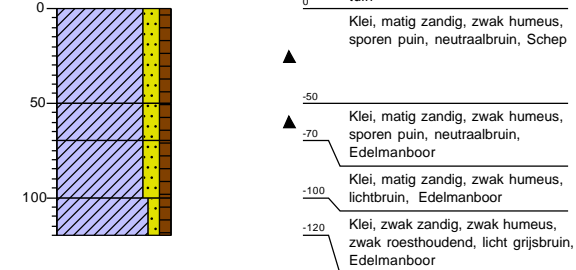 0
50
100
tuin
0
Klei, matig zandig, zwak humeus,
sporen puin, neutraalbruin, Schep
-50
Klei, matig zandig, zwak humeus,
sporen puin, neutraalbruin,
Edelmanboor
-70
Klei, matig zandig, zwak humeus,
lichtbruin, Edelmanboor
-100
Klei, zwak zandig, zwak humeus,
zwak roesthoudend, licht grijsbruin,
Edelmanboor
-120